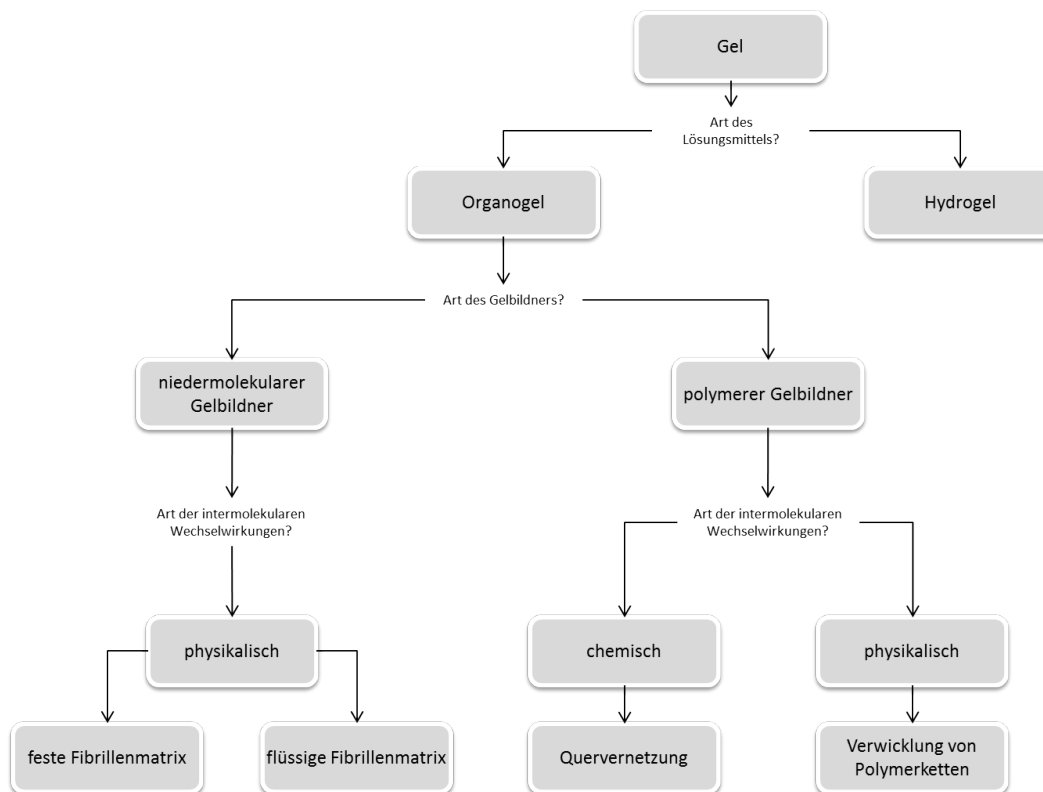 Gel
Art des
Lösungsmittels?
Organogel
Hydrogel
Art des Gelbildners?
niedermolekularer
Gelbildner
polymerer Gelbildner
Art der intermolekularen
Wechselwirkungen?
Art der intermolekularen
Wechselwirkungen?
physikalisch
chemisch
physikalisch
feste Fibrillenmatrix
flüssige Fibrillenmatrix
Quervernetzung
Verwicklung von
Polymerketten